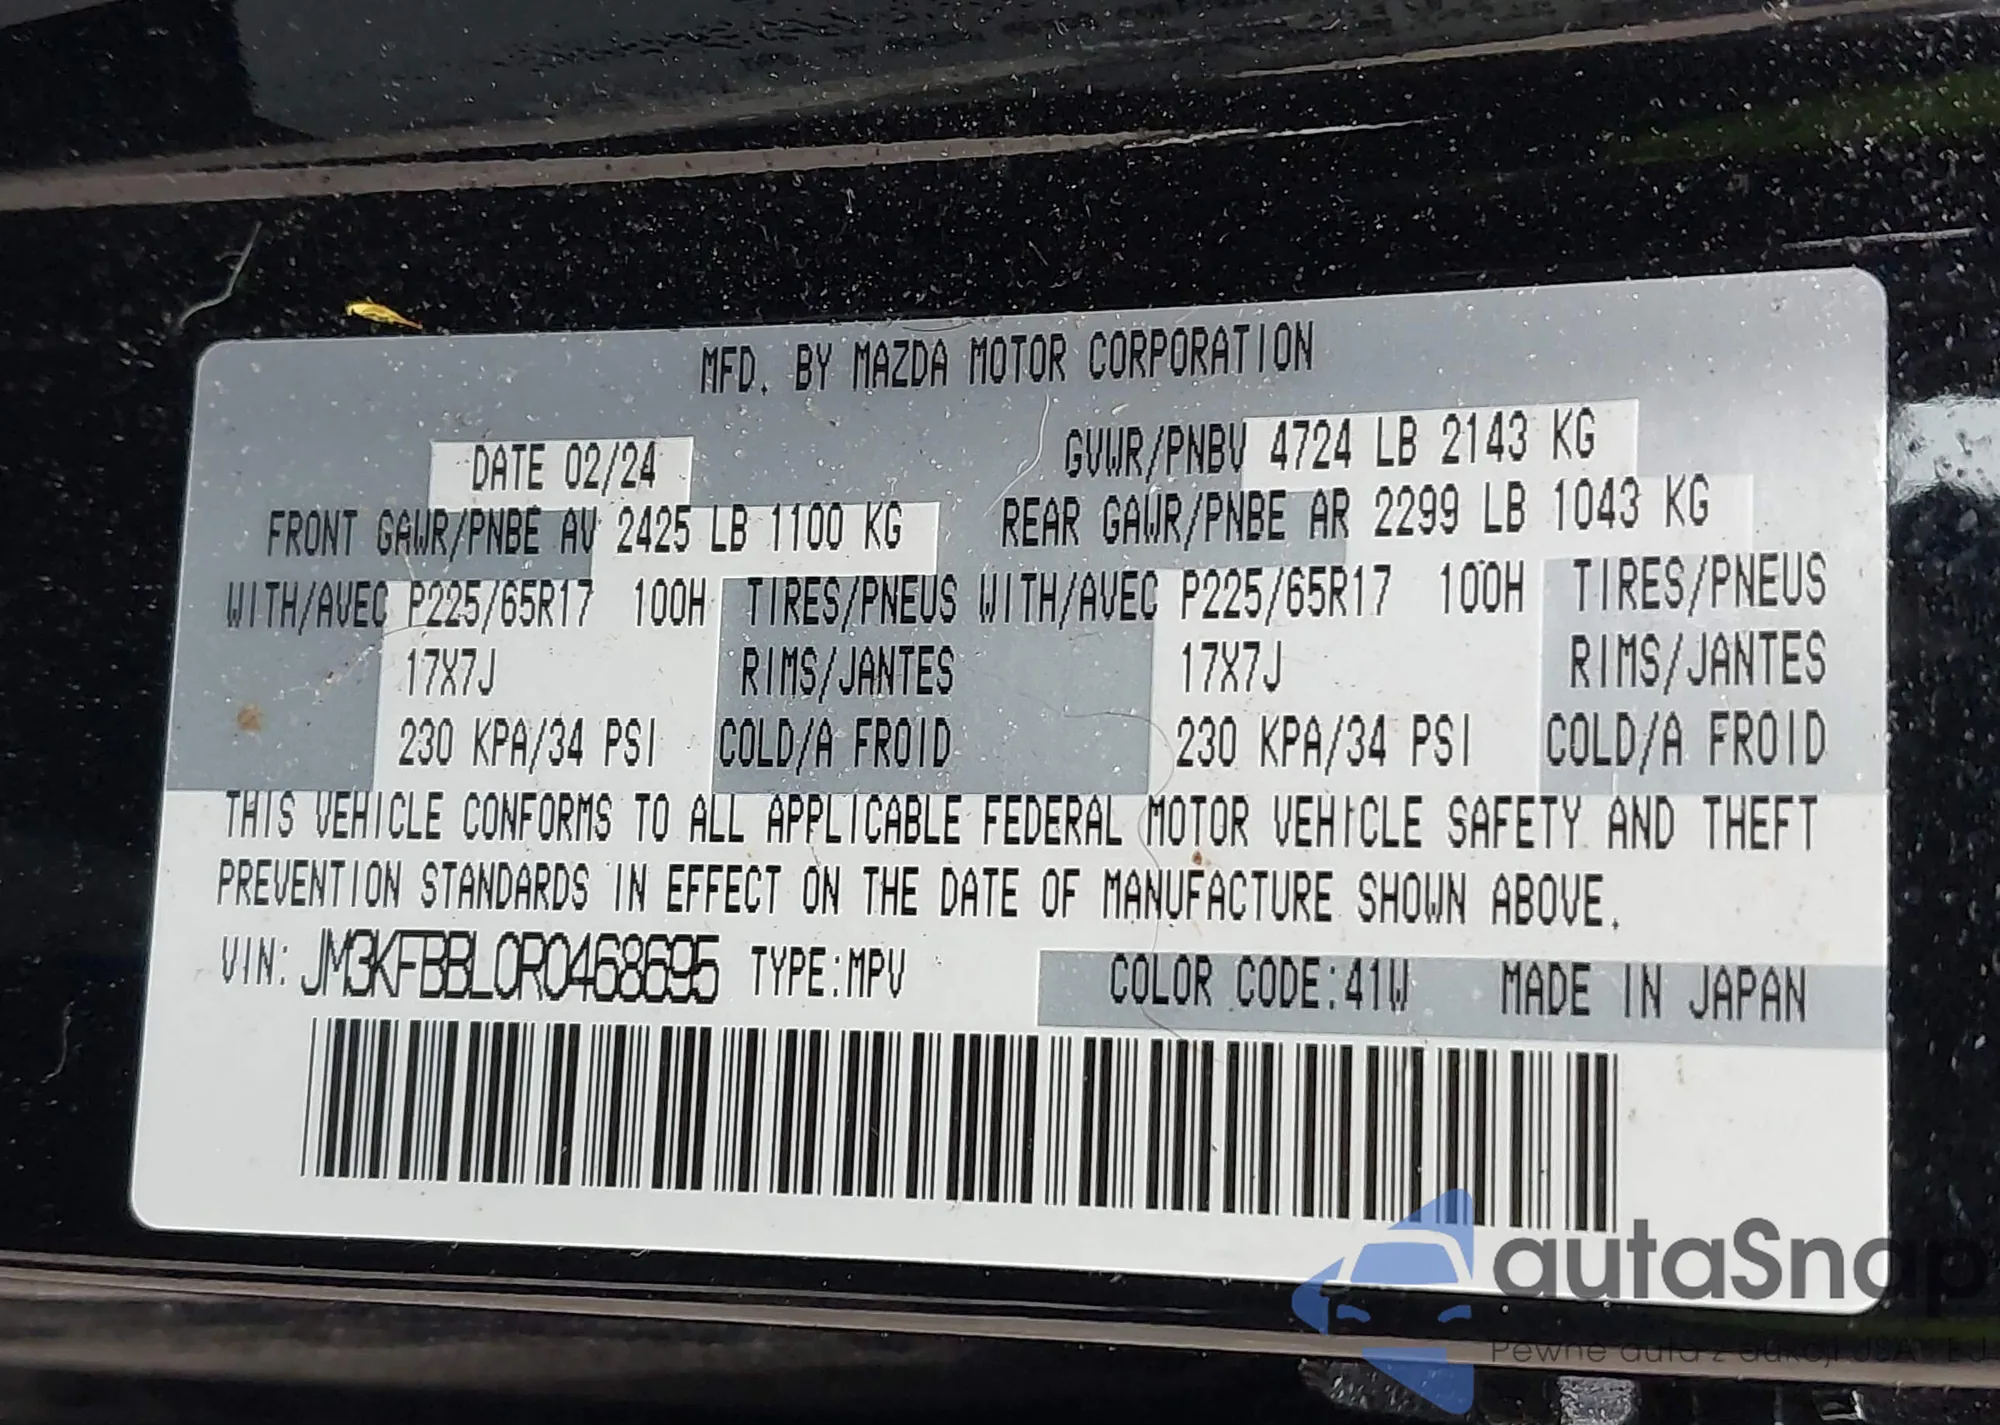 MFD. BY MAZDA MOTOR CORPORATION
DATE 02/24 GVWR/PNBV 4724 LB 2143 KG
FRONT GAWR/PNBE AV 2425 LB 1100 KG REAR GAWR/PNBE AR 2299 LB 1043 KG
WITH/AVEC P225/65R17 100H TIRES/PNEUS WITH/AVEC P225/65R17 100H TIRES/PNEUS
17X7J RIMS/JANTES 17X7J RIMS/JANTES
230 KPA/34 PSI COLD/A FROID 230 KPA/34 PSI COLD/A FROID
THIS VEHICLE CONFORMS TO ALL APPLICABLE FEDERAL MOTOR VEHICLE SAFETY AND THEFT
PREVENTION STANDARDS IN EFFECT ON THE DATE OF MANUFACTURE SHOWN ABOVE.
VIN: JM3KFBBL0R0468695 TYPE:MPV COLOR CODE:41W MADE IN JAPAN
autaSnap
Pewne auta z aukcji USA i EU